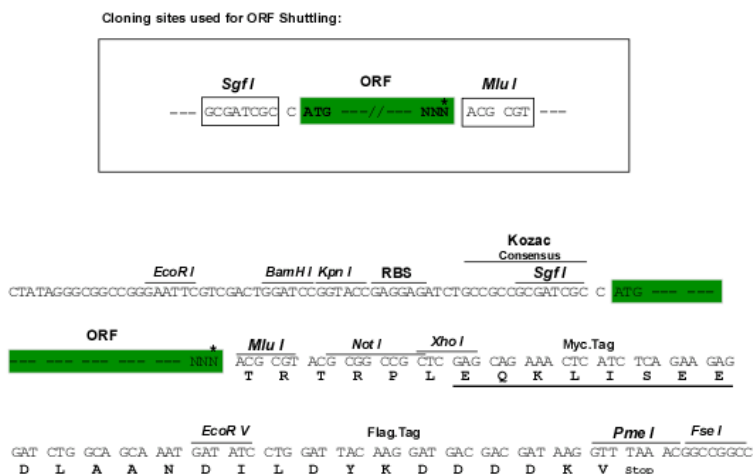 Cloning sites used for ORF Shuttling:
Sgf I ORF Mlu I
--- GCGATCGC C ATG ---//--- NNN* ACG CGT ---
Kozac
Consensus
EcoR I BamH I Kpn I RBS Sgf I
CTATAGGGCGGCCGGGAATTCGTCGACTGGATCCGGTACCGAGGAGATCTGCCGCCGCGATCGC C ATG --- ---
ORF
Mlu I Not I Xho I Myc.Tag
--- --- --- --- --- --- NNN* ACG CGT ACG CGG CCG CTC GAG CAG AAA CTC ATC TCA GAA GAG
T R T R P L E Q K L I S E E
EcoR V Flag.Tag Pme I Fse I
GAT CTG GCA GCA AAT GAT ATC CTG GAT TAC AAG GAT GAC GAC GAT AAG GTT TAA ACGGCCGGCC
D L A A N D I L D Y K D D D D K V Stop